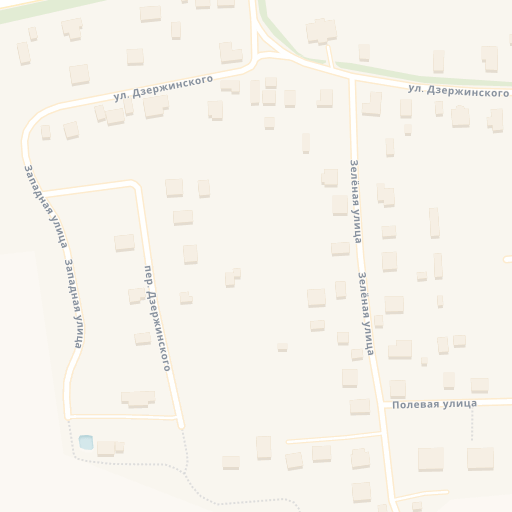 ул. Дзержинского
ул. Дзержинского
Западная улица
Зелёная улица
Западная улица
пер. Дзержинского
Зелёная улица
Полевая улица